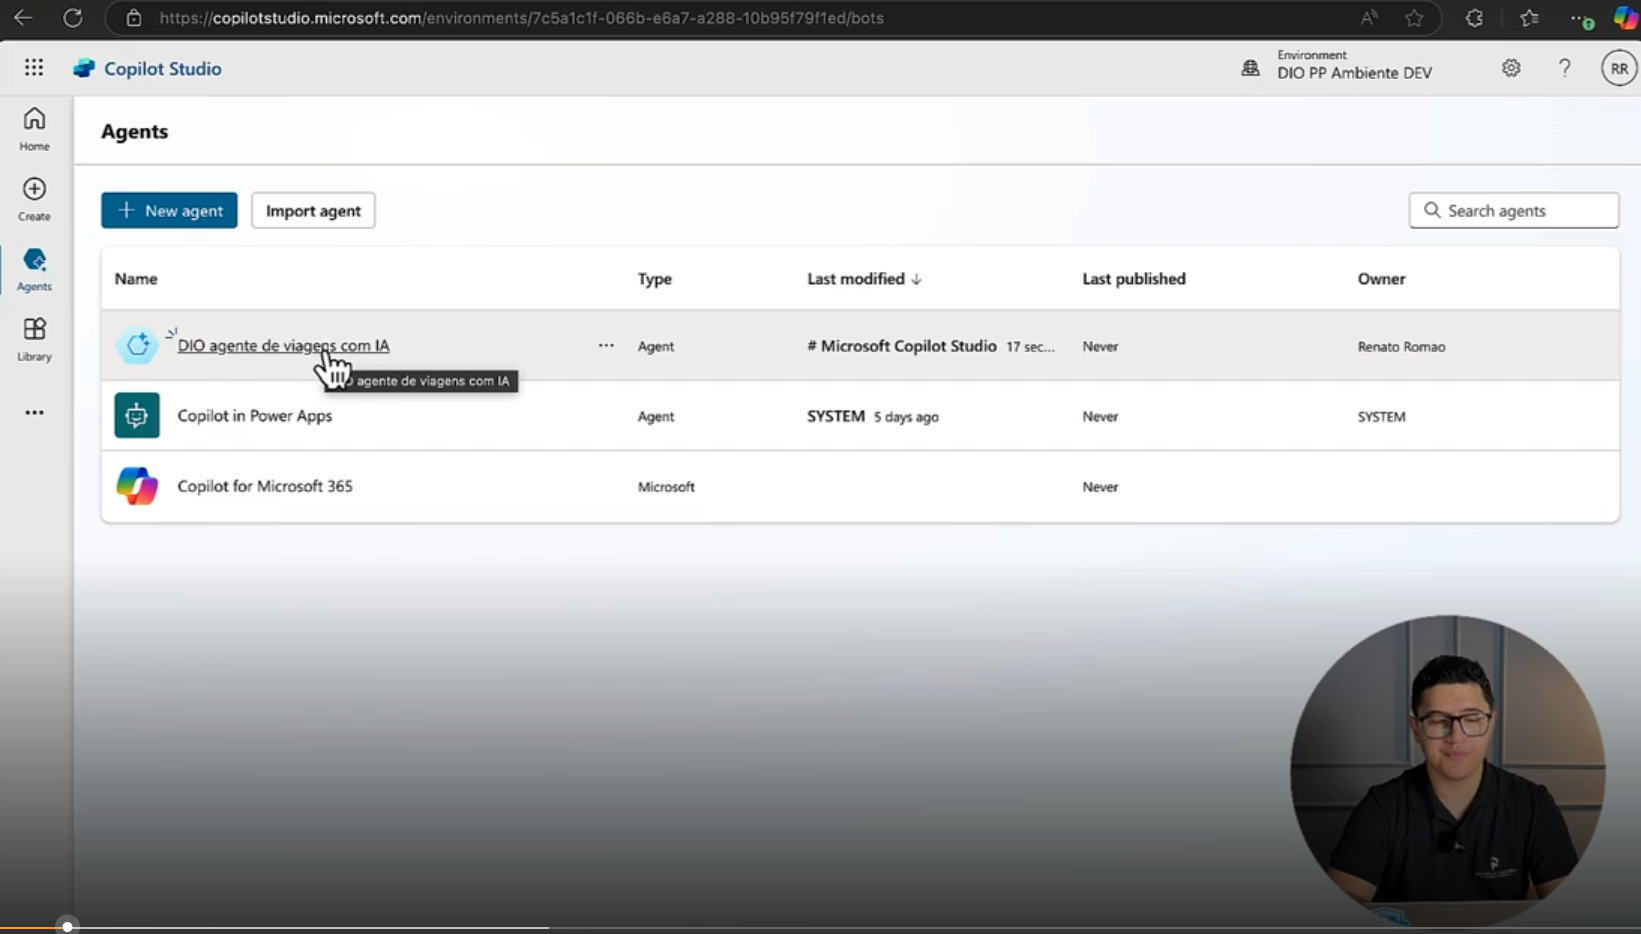 https://copilotstudio.microsoft.com/environments/7c5a1c1f-066b-e6a7-a288-10b95f79f1ed/bots
Copilot Studio
Environment
DIO PP Ambiente DEV
RR
Home
Create
Agents
Library
Agents
New agent
Import agent
Search agents
Name Type Last modified Last published Owner
DIO agente de viagens com IA ... Agent # Microsoft Copilot Studio 17 sec... Never Renato Romao
agente de viagens com IA
Copilot in Power Apps Agent SYSTEM 5 days ago Never SYSTEM
Copilot for Microsoft 365 Microsoft Never